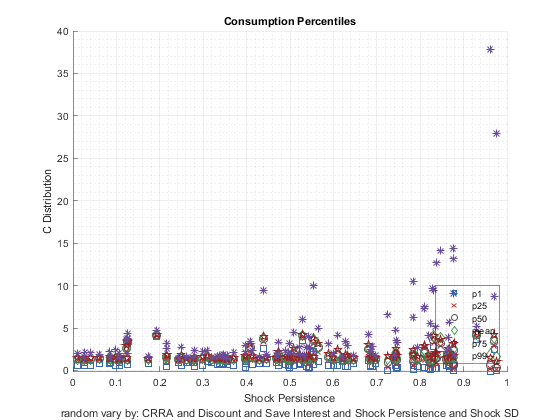 Consumption Percentiles
40
35
30
25
20
15
10
5
0
C Distribution
0 0.1 0.2 0.3 0.4 0.5 0.6 0.7 0.8 0.9 1
p1
p25
p50
mean
p75
p99
Shock Persistence
random vary by: CRRA and Discount and Save Interest and Shock Persistence and Shock SD